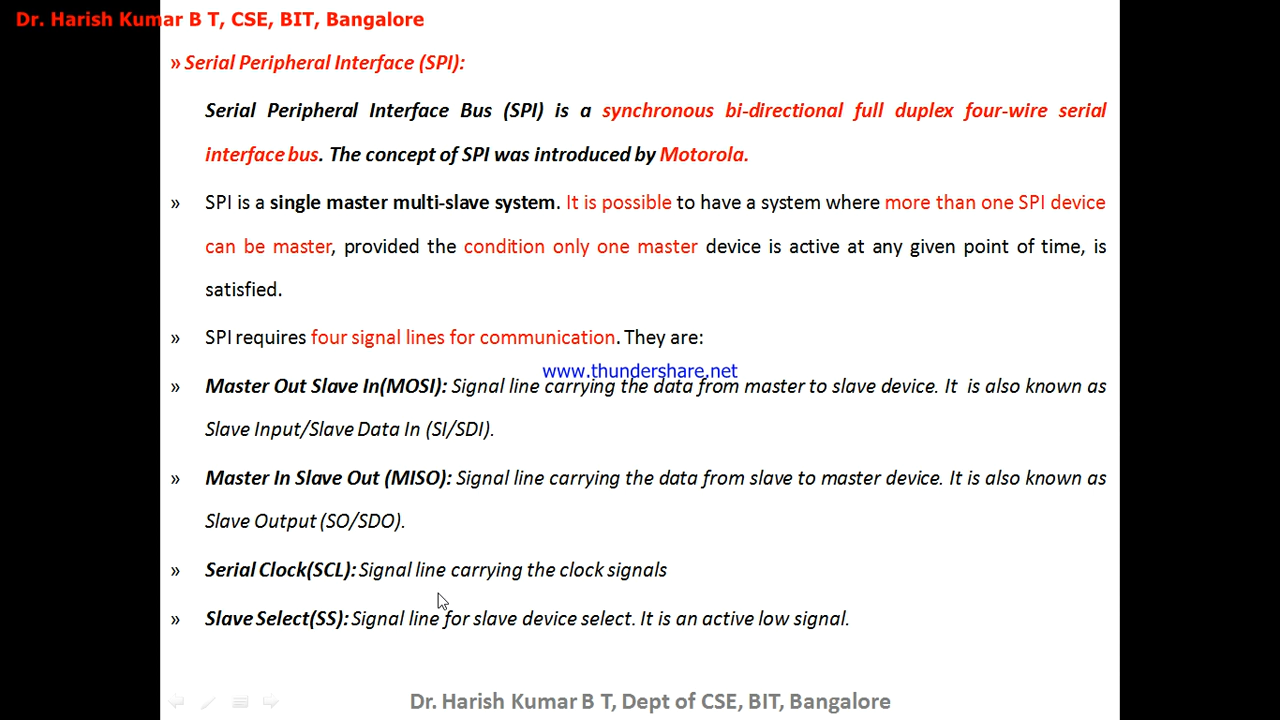 Dr. Harish Kumar B T, CSE, BIT, Bangalore
» Serial Peripheral Interface (SPI):
Serial Peripheral Interface Bus (SPI) is a synchronous bi-directional full duplex four-wire serial
interface bus. The concept of SPI was introduced by Motorola.
» SPI is a single master multi-slave system. It is possible to have a system where more than one SPI device
can be master, provided the condition only one master device is active at any given point of time, is
satisfied.
» SPI requires four signal lines for communication. They are:
www.thundershare.net
» Master Out Slave In(MOSI): Signal line carrying the data from master to slave device. It is also known as
Slave Input/Slave Data In (SI/SDI).
» Master In Slave Out (MISO): Signal line carrying the data from slave to master device. It is also known as
Slave Output (SO/SDO).
» Serial Clock(SCL): Signal line carrying the clock signals
» Slave Select(SS): Signal line for slave device select. It is an active low signal.
Dr. Harish Kumar B T, Dept of CSE, BIT, Bangalore